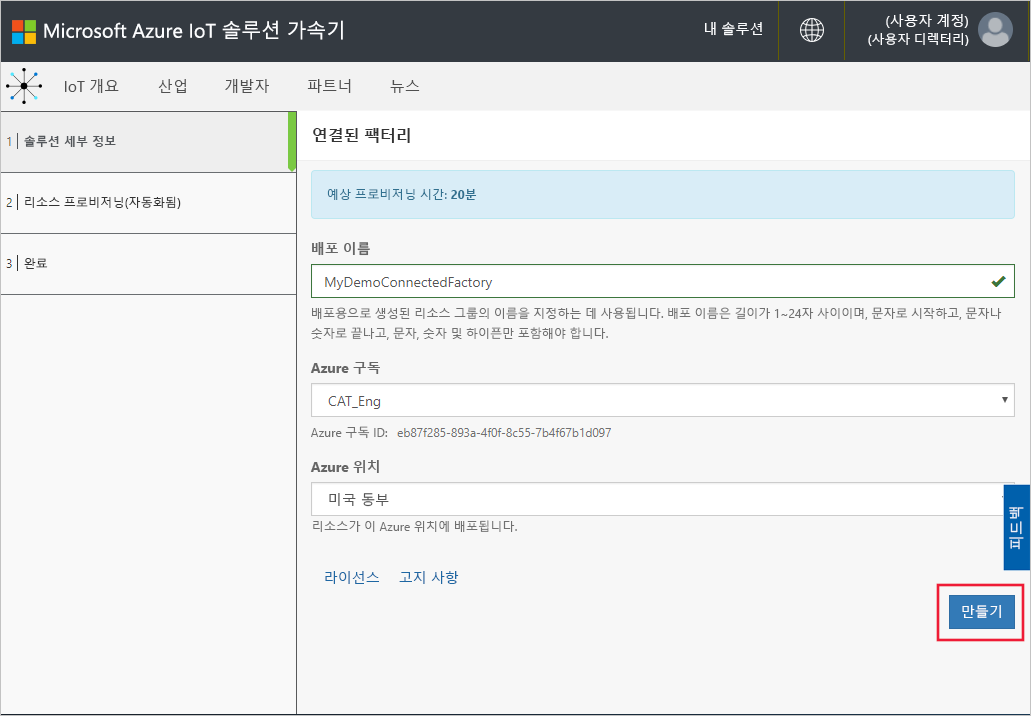 Microsoft Azure IoT 솔루션 가속기
내 솔루션
(사용자 계정)
(사용자 디렉터리)
IoT 개요
산업
개발자
파트너
뉴스
1 솔루션 세부 정보
2 리소스 프로비저닝(자동화됨)
3 완료
연결된 팩터리
예상 프로비저닝 시간: 20분
배포 이름
MyDemoConnectedFactory
배포용으로 생성된 리소스 그룹의 이름을 지정하는 데 사용됩니다. 배포 이름은 길이가 1~24자 사이이며, 문자로 시작하고, 문자나
숫자로 끝나고, 문자, 숫자 및 하이픈만 포함해야 합니다.
Azure 구독
CAT_Eng
Azure 구독 ID: eb87f285-893a-4f0f-8c55-7b4f67b1d097
Azure 위치
미국 동부
리소스가 이 Azure 위치에 배포됩니다.
피드백
라이선스
고지 사항
만들기